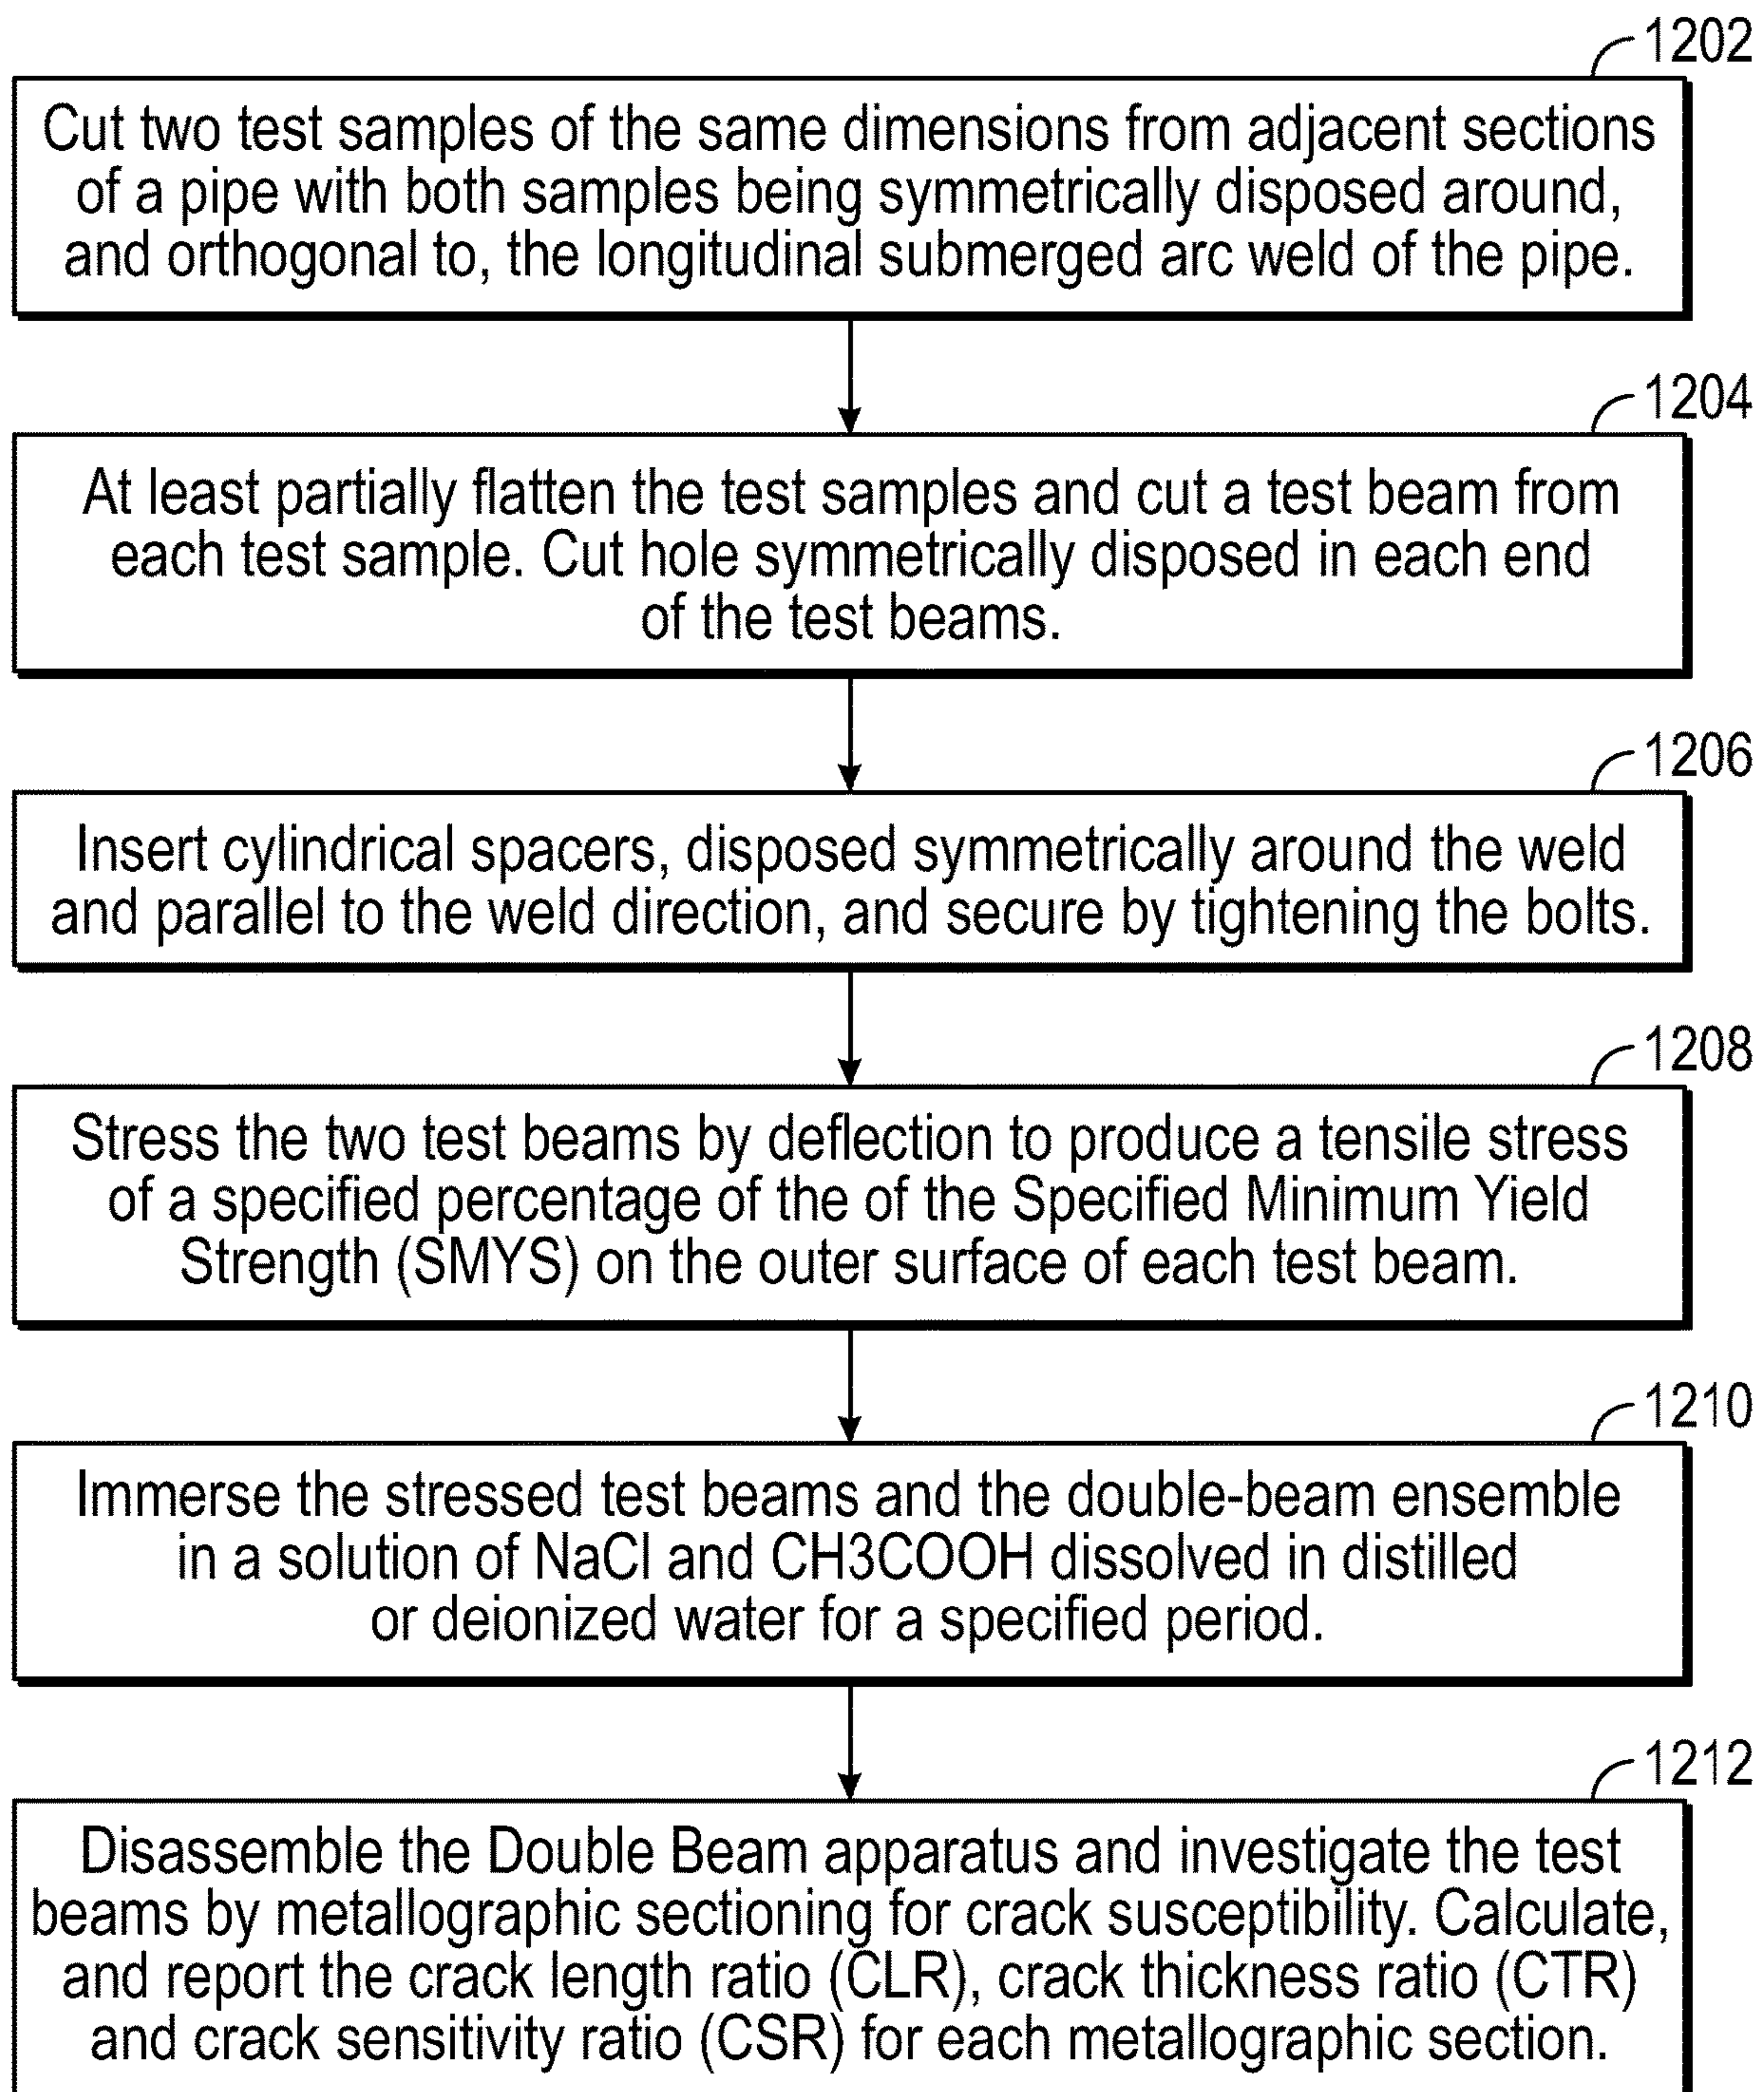 1202
Cut two test samples of the same dimensions from adjacent sections
of a pipe with both samples being symmetrically disposed around,
and orthogonal to, the longitudinal submerged arc weld of the pipe.
1204
At least partially flatten the test samples and cut a test beam from
each test sample. Cut hole symmetrically disposed in each end
of the test beams.
1206
Insert cylindrical spacers, disposed symmetrically around the weld
and parallel to the weld direction, and secure by tightening the bolts.
1208
Stress the two test beams by deflection to produce a tensile stress
of a specified percentage of the of the Specified Minimum Yield
Strength (SMYS) on the outer surface of each test beam.
1210
Immerse the stressed test beams and the double-beam ensemble
in a solution of NaCl and CH3COOH dissolved in distilled
or deionized water for a specified period.
1212
Disassemble the Double Beam apparatus and investigate the test
beams by metallographic sectioning for crack susceptibility. Calculate,
and report the crack length ratio (CLR), crack thickness ratio (CTR)
and crack sensitivity ratio (CSR) for each metallographic section.